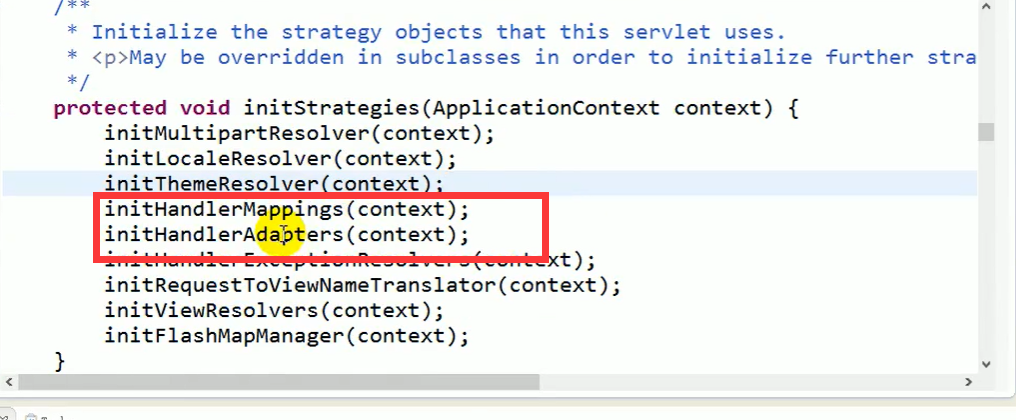 /**
* Initialize the strategy objects that this servlet uses.
* <p>May be overridden in subclasses in order to initialize further stra
*/
protected void initStrategies(ApplicationContext context) {
initMultipartResolver(context);
initLocaleResolver(context);
initThemeResolver(context);
initHandlerMappings(context);
initHandlerAdapters(context);
initHandlerExceptionResolvers(context);
initRequestToViewNameTranslator(context);
initViewResolvers(context);
initFlashMapManager(context);
}